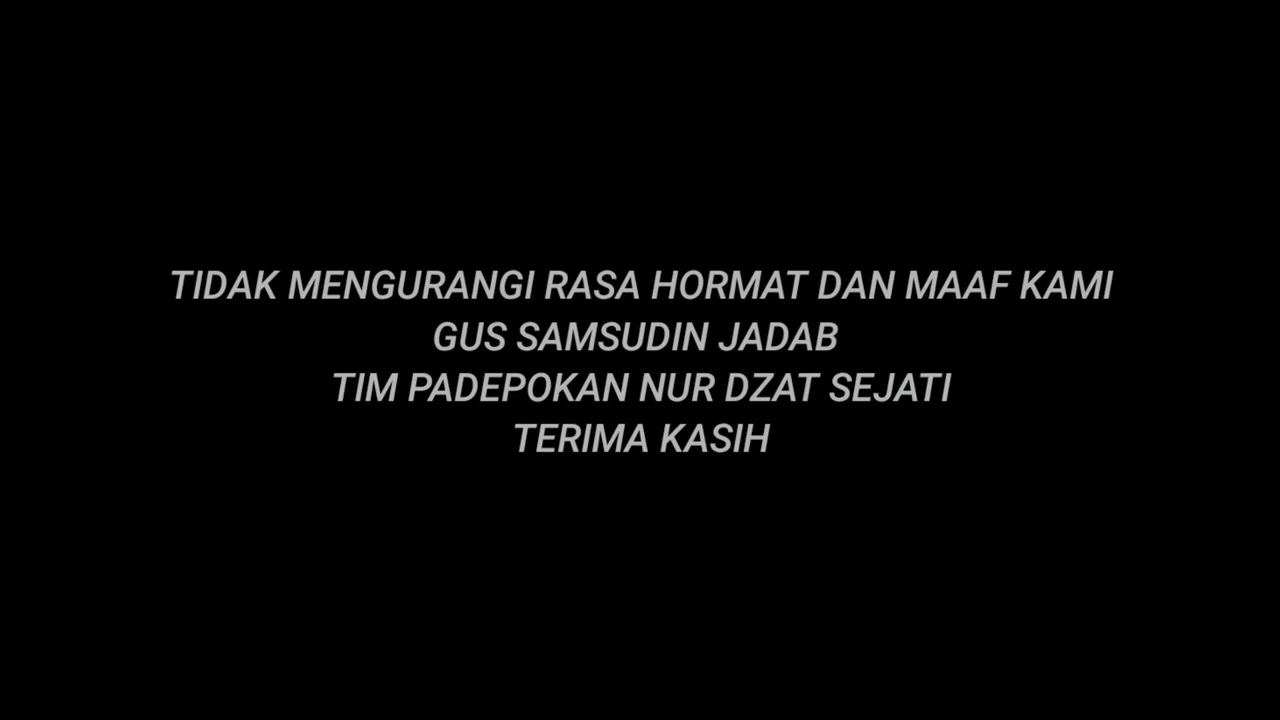 TIDAK MENGURANGI RASA HORMAT DAN MAAF KAMI
GUS SAMSUDIN JADAB
TIM PADEPOKAN NUR DZAT SEJATI
TERIMA KASIH